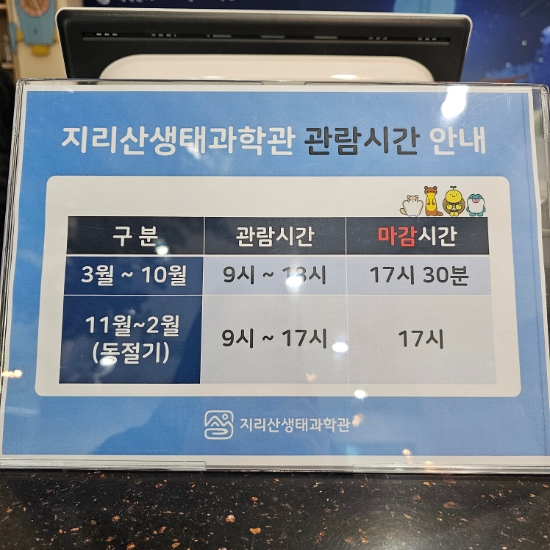 지리산생태과학관 관람시간 안내
구 분 관람시간 마감시간
3월 ~ 10월 9시 ~ 18시 17시 30분
11월~2월
(동절기) 9시 ~ 17시 17시
지리산생태과학관